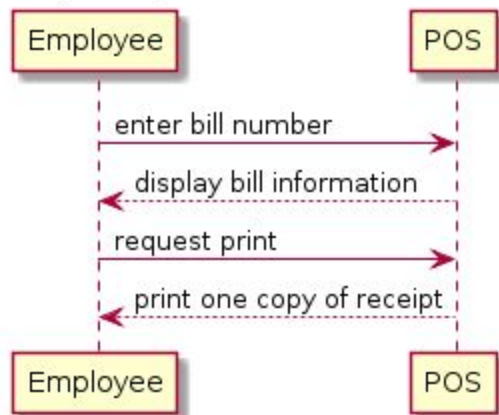 Employee POS
enter bill number
display bill information
request print
print one copy of receipt
Employee POS